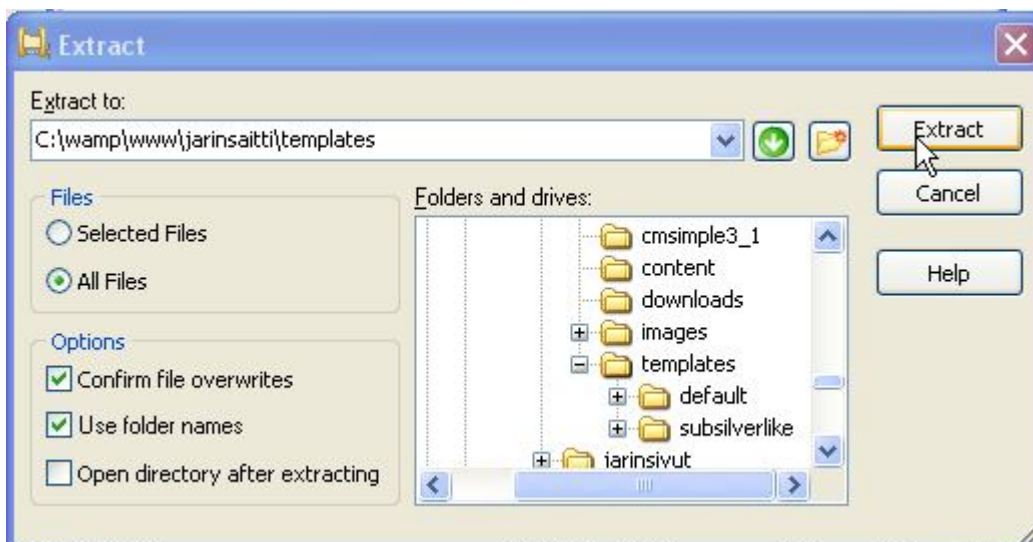 Extract
Extract to:
C:\wamp\www\jarinsaitti\templates
Extract
Cancel
Help
Files
Selected Files
All Files
Options
Confirm file overwrites
Use folder names
Open directory after extracting
Folders and drives:
cmsimple3_1
content
downloads
images
templates
default
subsilverlike
jarinsivut